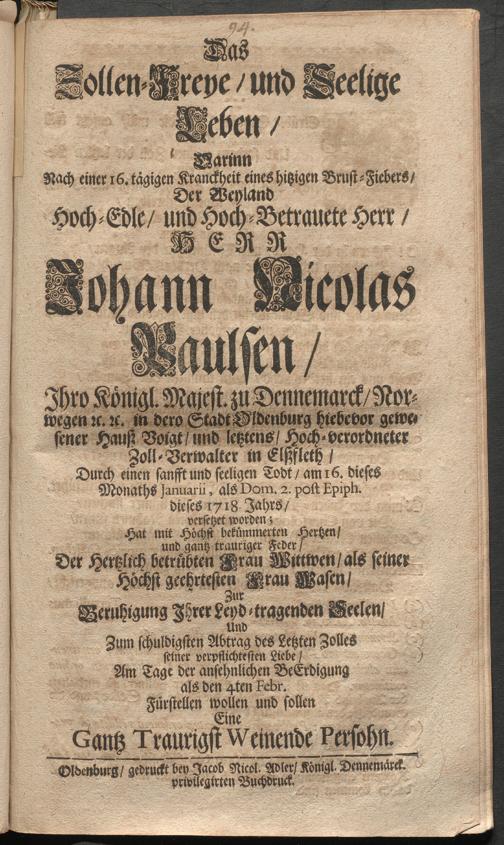 94.
Das
Zollen-Freye / und Seelige
Leben /
Warinn
Nach einer 16. tägigen Kranckheit eines hitzigen Brust-Fiebers /
Der Weyland
Hoch-Edle / und Hoch-Betrauete Herr /
HERR
Johann Nicolas
Paulsen /
Ihro Königl. Majest. zu Dennemarck / Nor-
wegen ꝛc. ꝛc. in dero Stadt Oldenburg hiebevor gewe-
sener Hauß Voigt / und letztens / Hoch-verordneter
Zoll-Verwalter in Elßfleth /
Durch einen sanfft und seeligen Todt / am 16. dieses
Monaths Januarii, als Dom. 2. post Epiph.
dieses 1718 Jahrs /
versetzet worden;
Hat mit Höchst bekümmerten Hertzen /
und gantz trauriger Feder /
Der Hertzlich betrübten Frau Wittwen / als seiner
Höchst geehrtesten Frau Wasen /
Zur
Beruhigung Ihrer Leyd-tragenden Seelen /
Und
Zum schuldigsten Abtrag des Letzten Zolles
seiner verpflichtesten Liebe /
Am Tage der ansehnlichen BeErdigung
als den 4ten Febr.
Fürstellen wollen und sollen
Eine
Gantz Traurigst Weinende Persohn.
Oldenburg / gedruckt bey Jacob Nicol. Adler / Königl. Dennemärck.
privilegirten Buchdruck.